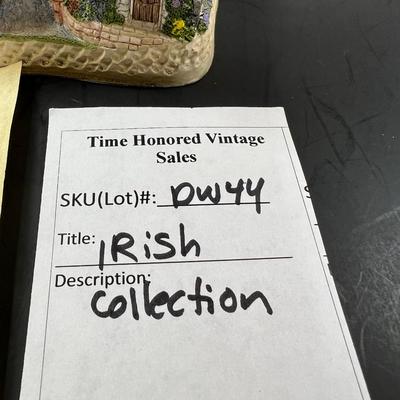 Time Honored Vintage
Sales
SKU(Lot)#: DW44
Title: IRish
Description:
Collection